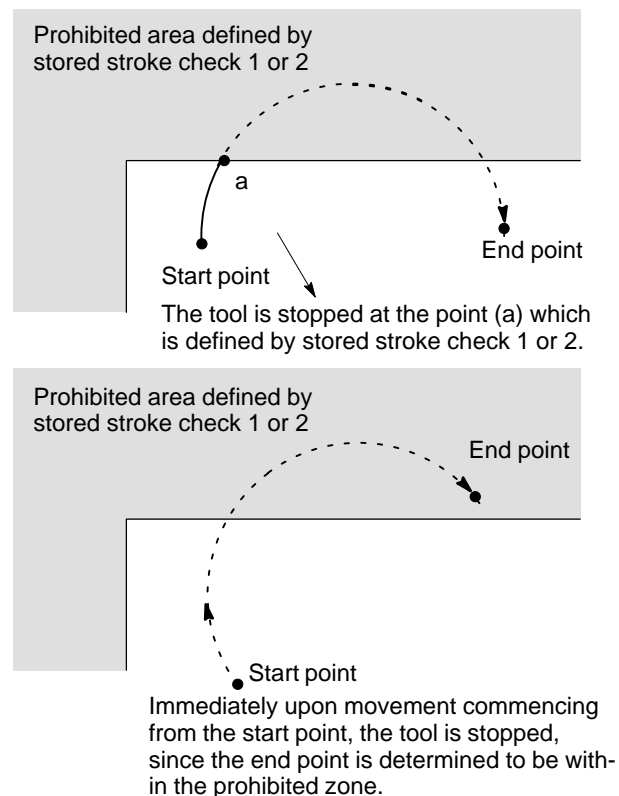 Prohibited area defined by
stored stroke check 1 or 2
a
End point
Start point
The tool is stopped at the point (a) which
is defined by stored stroke check 1 or 2.
Prohibited area defined by
stored stroke check 1 or 2
End point
Start point
Immediately upon movement commencing
from the start point, the tool is stopped,
since the end point is determined to be with-
in the prohibited zone.